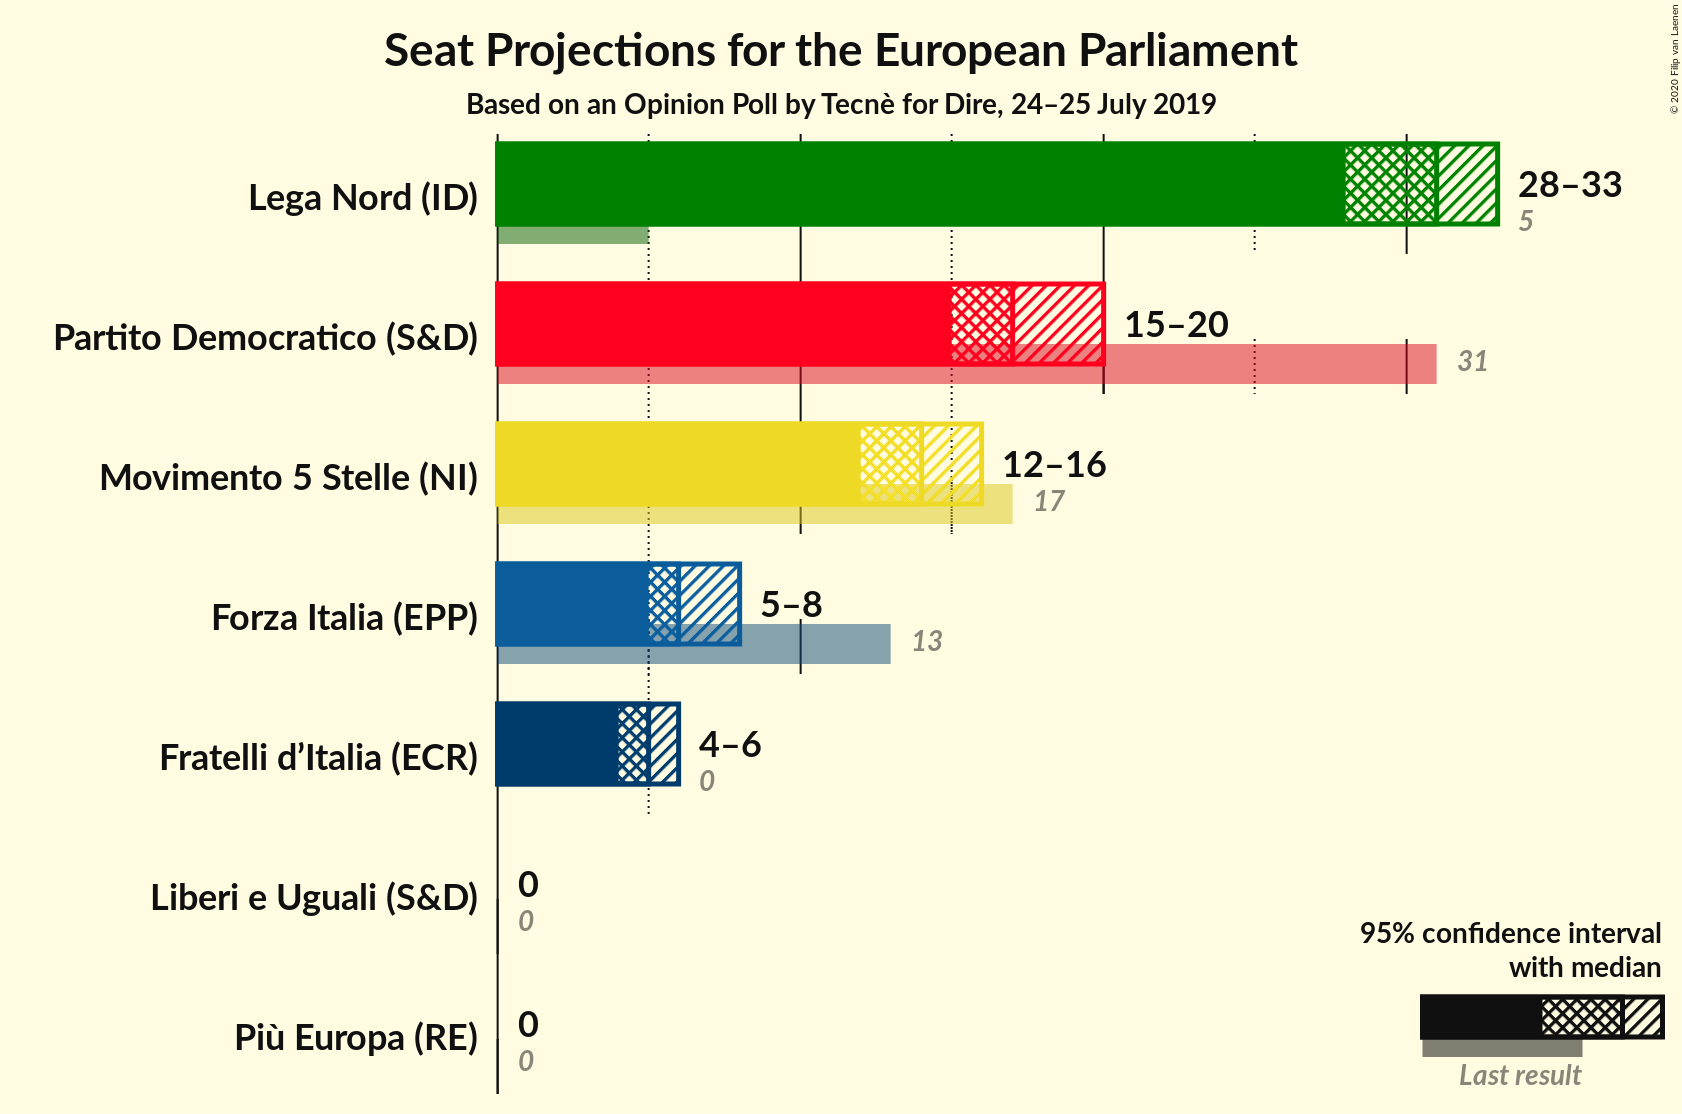 Seat Projections for the European Parliament
Based on an Opinion Poll by Tecnè for Dire, 24–25 July 2019
© 2020 Filip van Laenen
Lega Nord (ID)
28–33
5
Partito Democratico (S&D)
15–20
31
Movimento 5 Stelle (NI)
12–16
17
Forza Italia (EPP)
5–8
13
Fratelli d’Italia (ECR)
4–6
0
Liberi e Uguali (S&D)
0
0
Più Europa (RE)
0
0
95% confidence interval
with median
Last result